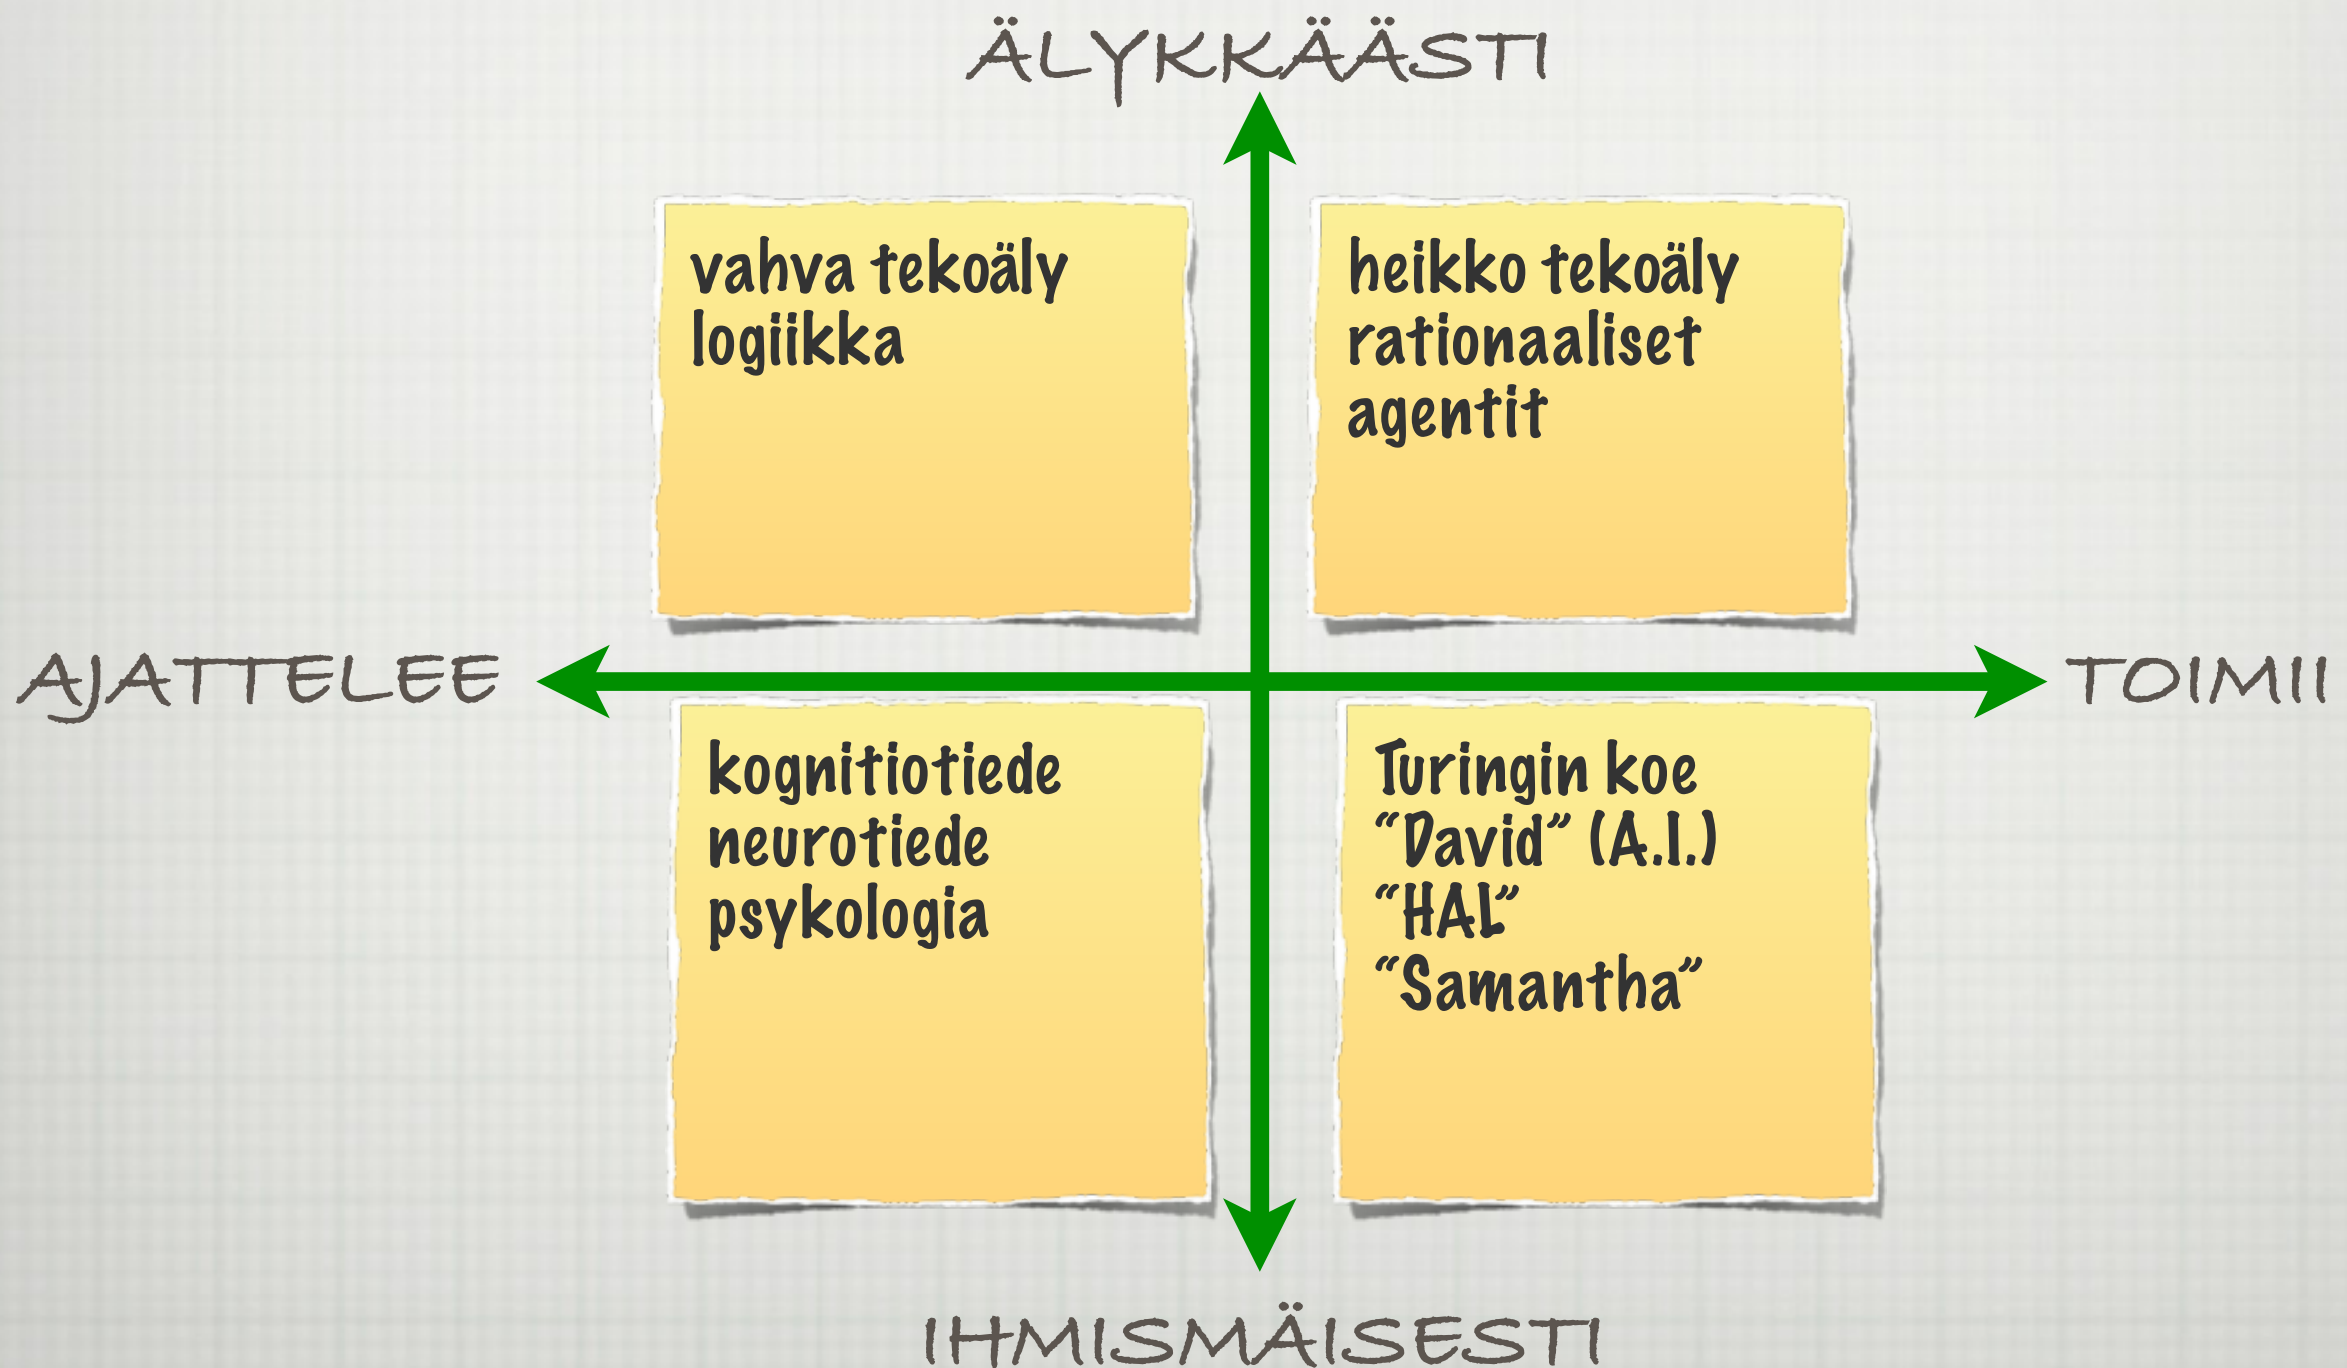 ÄLYKKÄÄSTI
vahva tekoäly
logiikka
heikko tekoäly
rationaaliset
agentit
AJATTELEE
TOIMII
kognitiotiede
neurotiede
psykologia
Turingin koe
“David” (A.I.)
“HAL”
“Samantha”
IHMISMÄISESTI